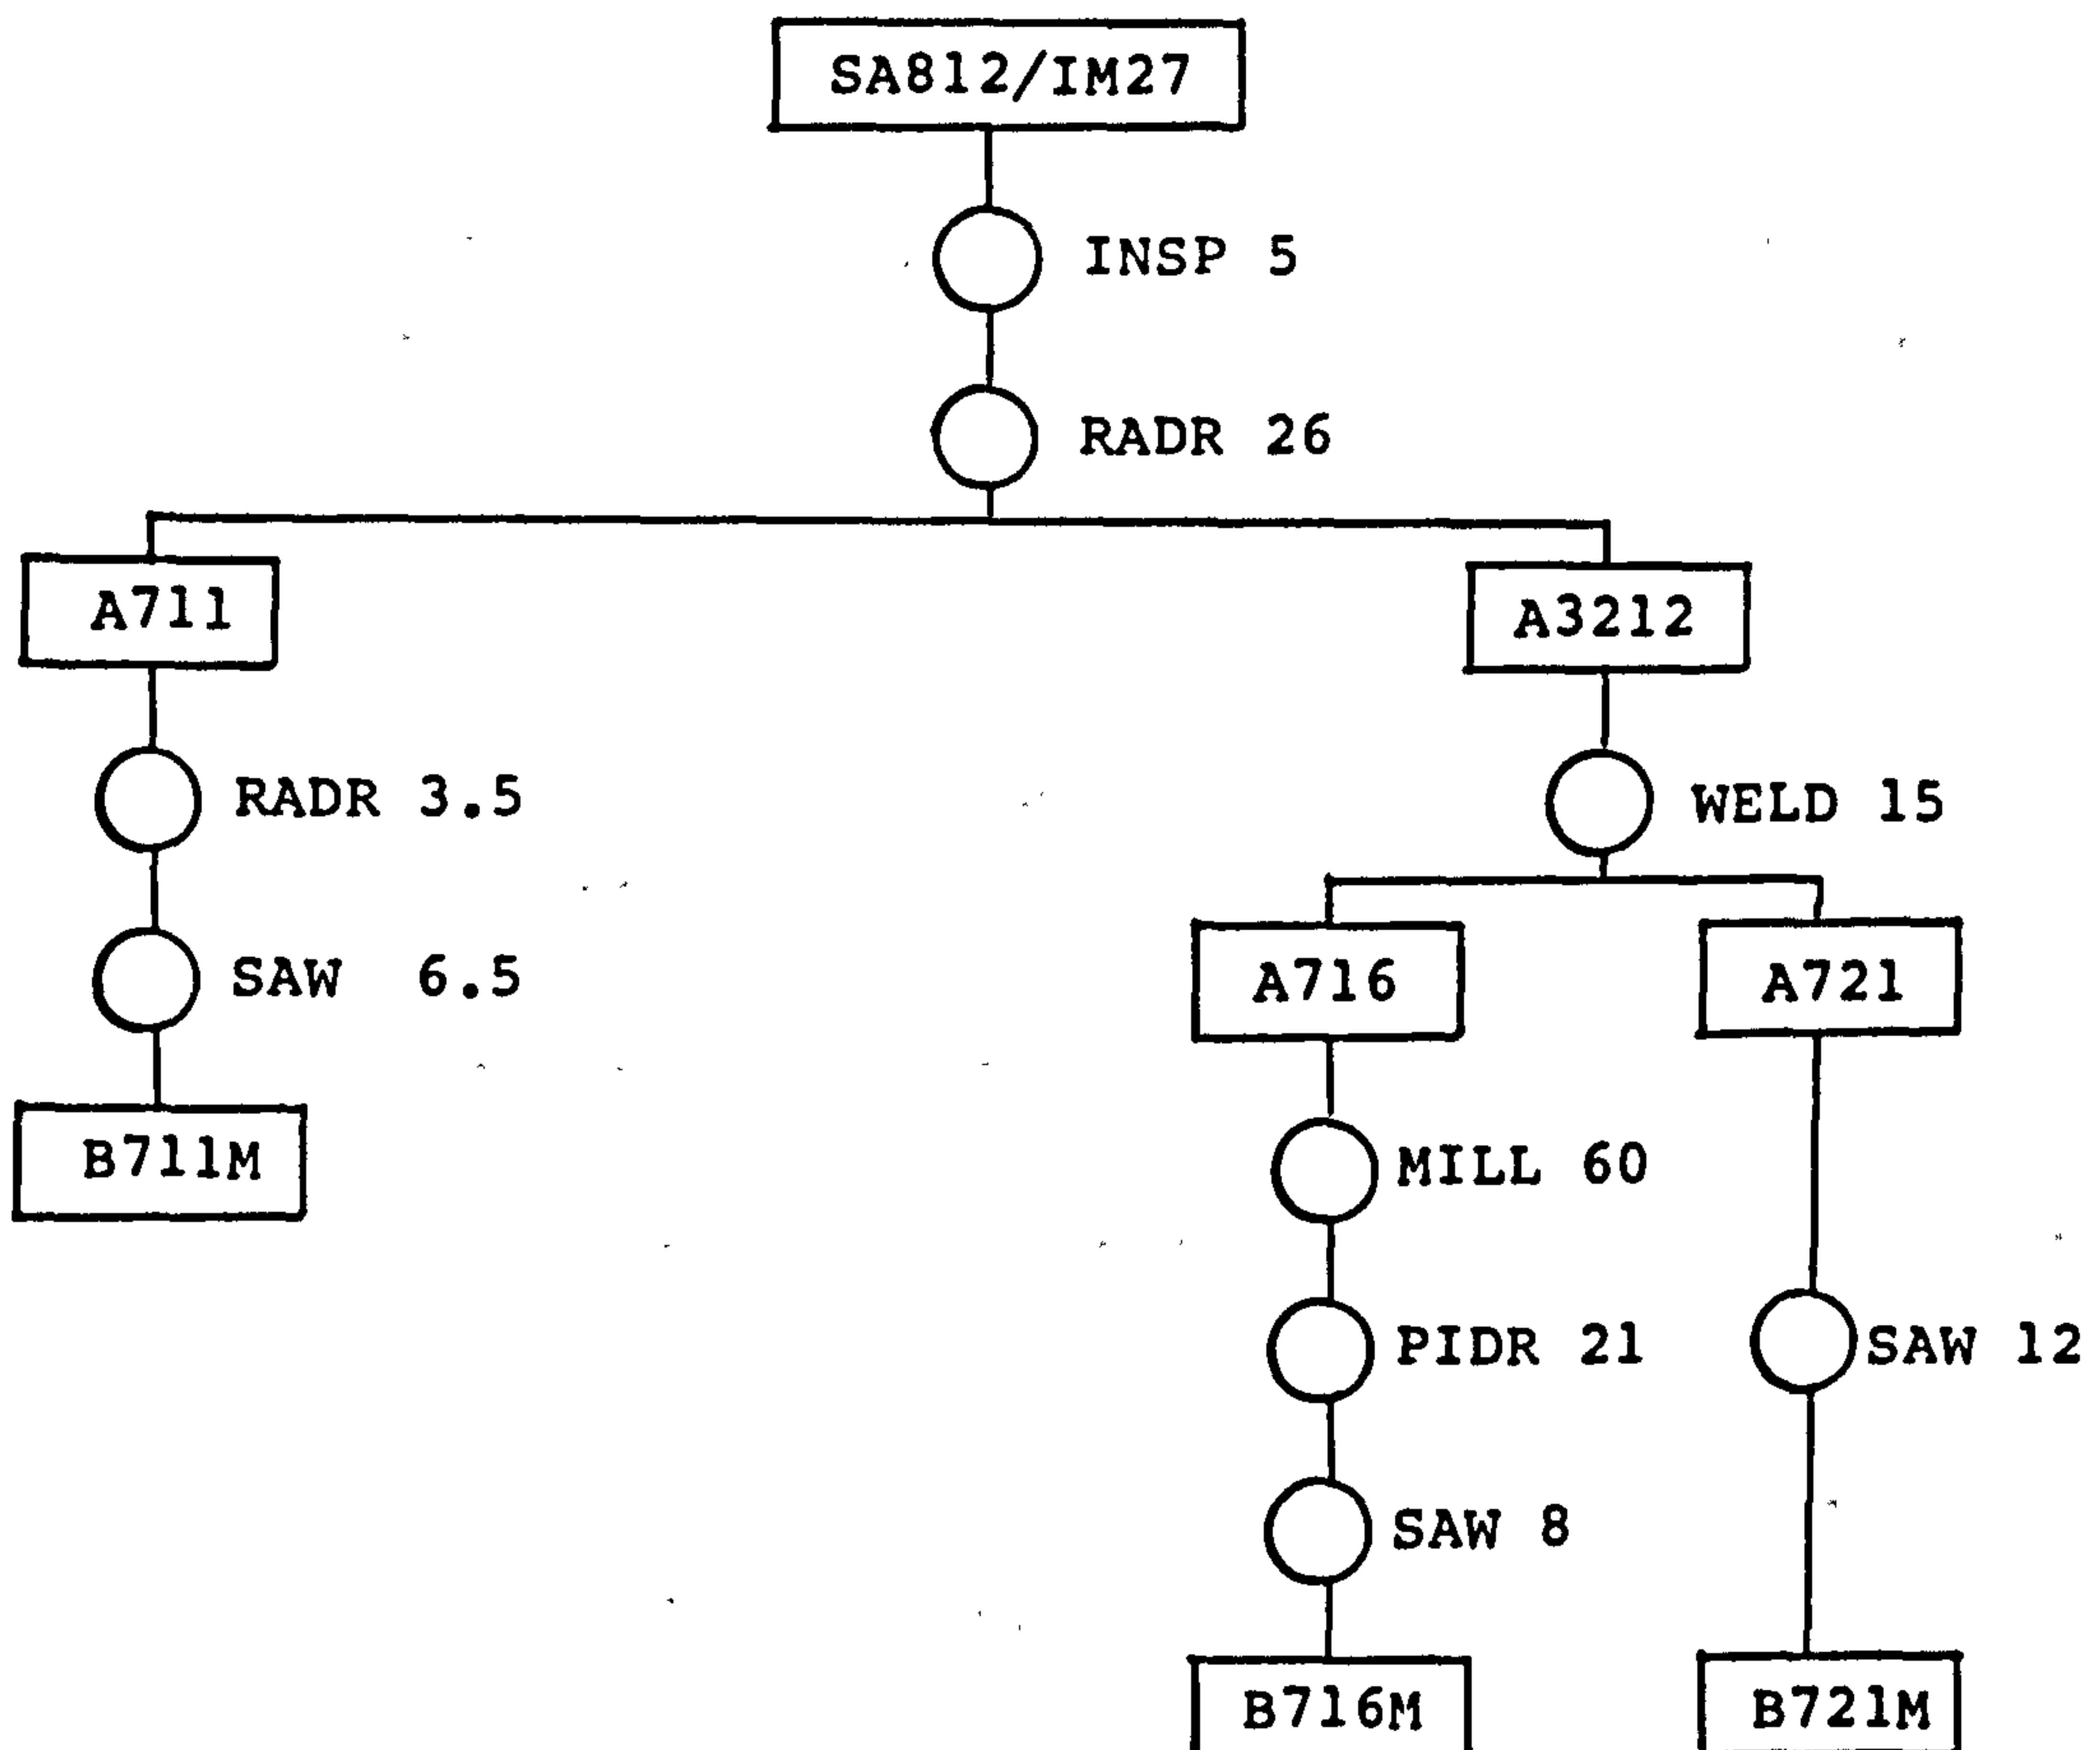 SA812/IM27
INSP 5
RADR 26
A711
A3212
RADR 3.5
WELD 15
SAW 6.5
A716
A721
B711M
MILL 60
PIDR 21
SAW 12
SAW 8
B716M
B721M